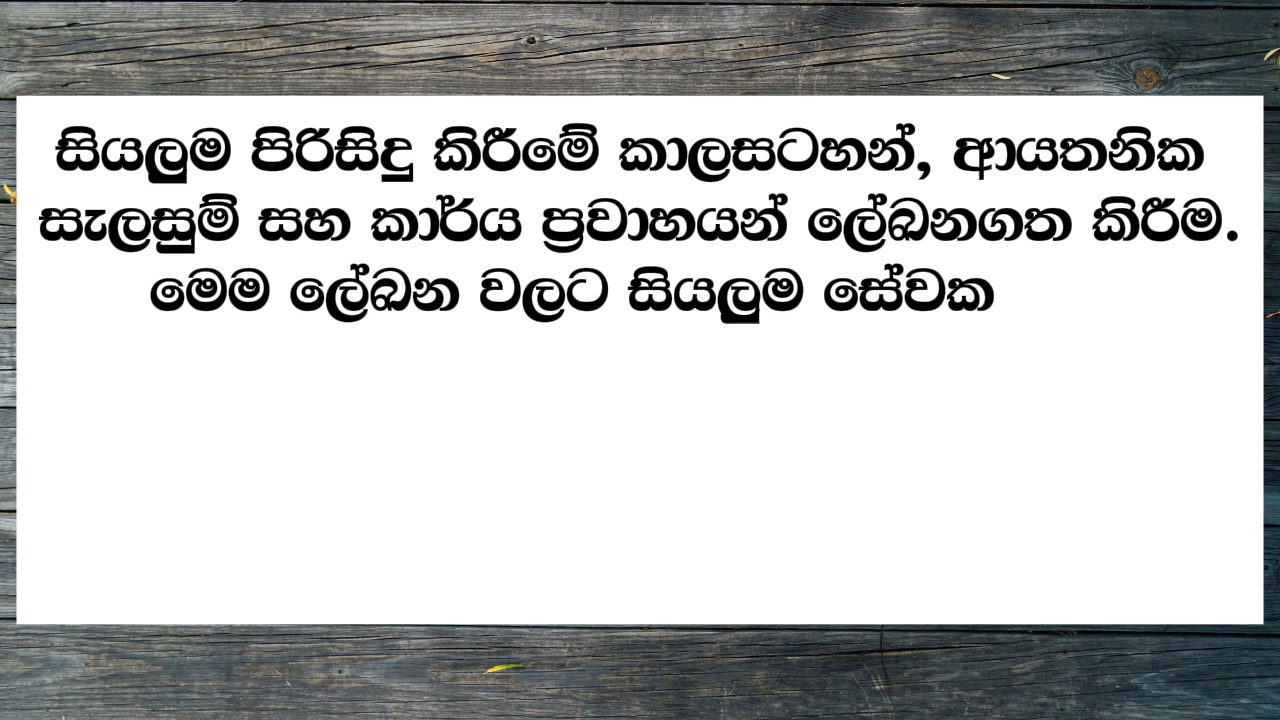 සියලුම පිරිසිදු කිරීමේ කාලසටහන්, ආයතනික
සැලසුම් සහ කාර්ය ප්‍රවාහයන් ලේඛනගත කිරීම.
මෙම ලේඛන වලට සියලුම සේවක